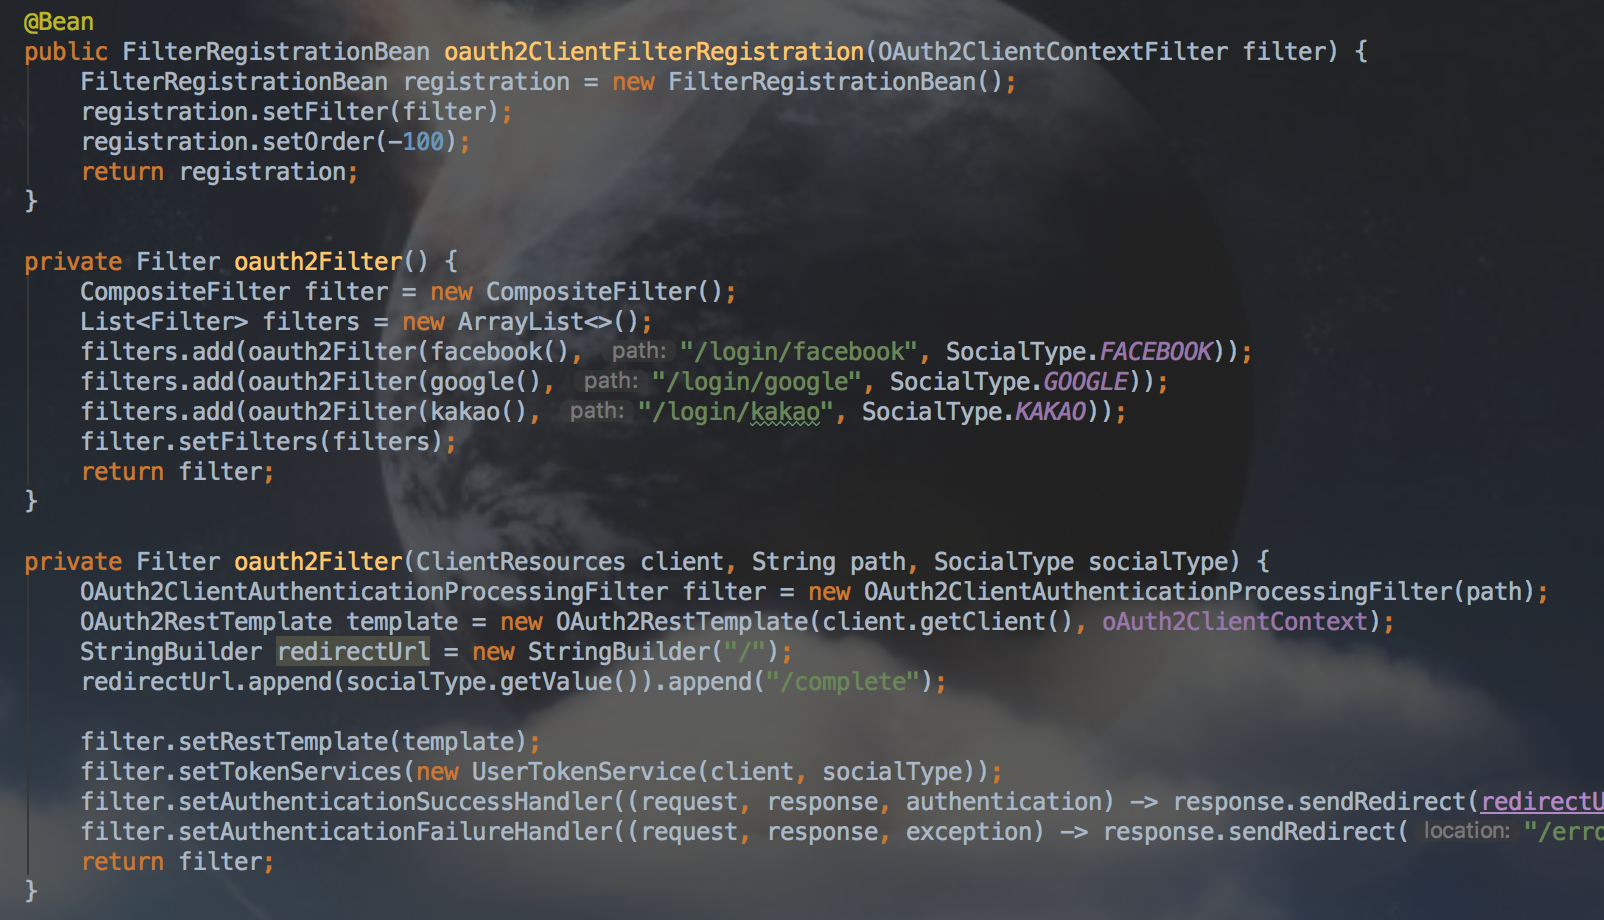 @Bean
public FilterRegistrationBean oauth2ClientFilterRegistration(OAuth2ClientContextFilter filter) {
    FilterRegistrationBean registration = new FilterRegistrationBean();
    registration.setFilter(filter);
    registration.setOrder(-100);
    return registration;
}

private Filter oauth2Filter() {
    CompositeFilter filter = new CompositeFilter();
    List<Filter> filters = new ArrayList<>();
    filters.add(oauth2Filter(facebook(), path: "/login/facebook", SocialType.FACEBOOK));
    filters.add(oauth2Filter(google(), path: "/login/google", SocialType.GOOGLE));
    filters.add(oauth2Filter(kakao(), path: "/login/kakao", SocialType.KAKAO));
    filter.setFilters(filters);
    return filter;
}

private Filter oauth2Filter(ClientResources client, String path, SocialType socialType) {
    OAuth2ClientAuthenticationProcessingFilter filter = new OAuth2ClientAuthenticationProcessingFilter(path);
    OAuth2RestTemplate template = new OAuth2RestTemplate(client.getClient(), oAuth2ClientContext);
    StringBuilder redirectUrl = new StringBuilder("/");
    redirectUrl.append(socialType.getValue()).append("/complete");

    filter.setRestTemplate(template);
    filter.setTokenServices(new UserTokenService(client, socialType));
    filter.setAuthenticationSuccessHandler((request, response, authentication) -> response.sendRedirect(redirectU
    filter.setAuthenticationFailureHandler((request, response, exception) -> response.sendRedirect( location: "/erro
    return filter;
}